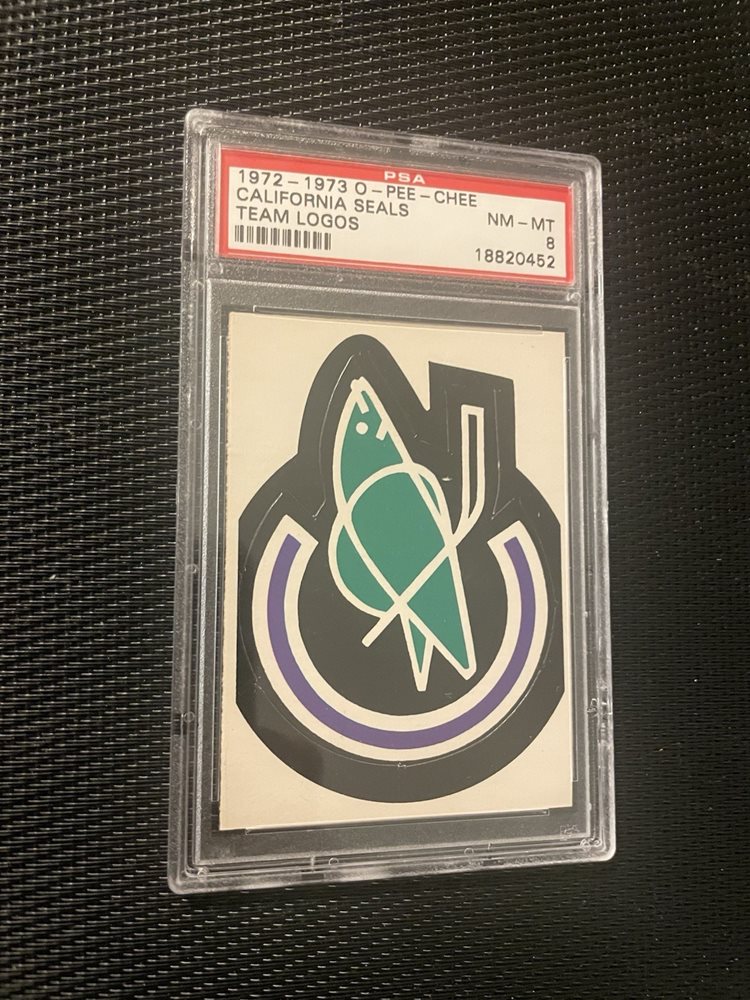 PSA
1972-1973 O-PEE-CHEE
CALIFORNIA SEALS
NM-MT
TEAM LOGOS
8
18820452